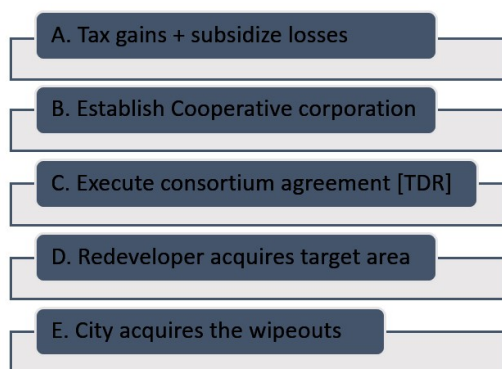 A. Tax gains + subsidize losses
B. Establish Cooperative corporation
C. Execute consortium agreement [TDR]
D. Redeveloper acquires target area
E. City acquires the wipeouts